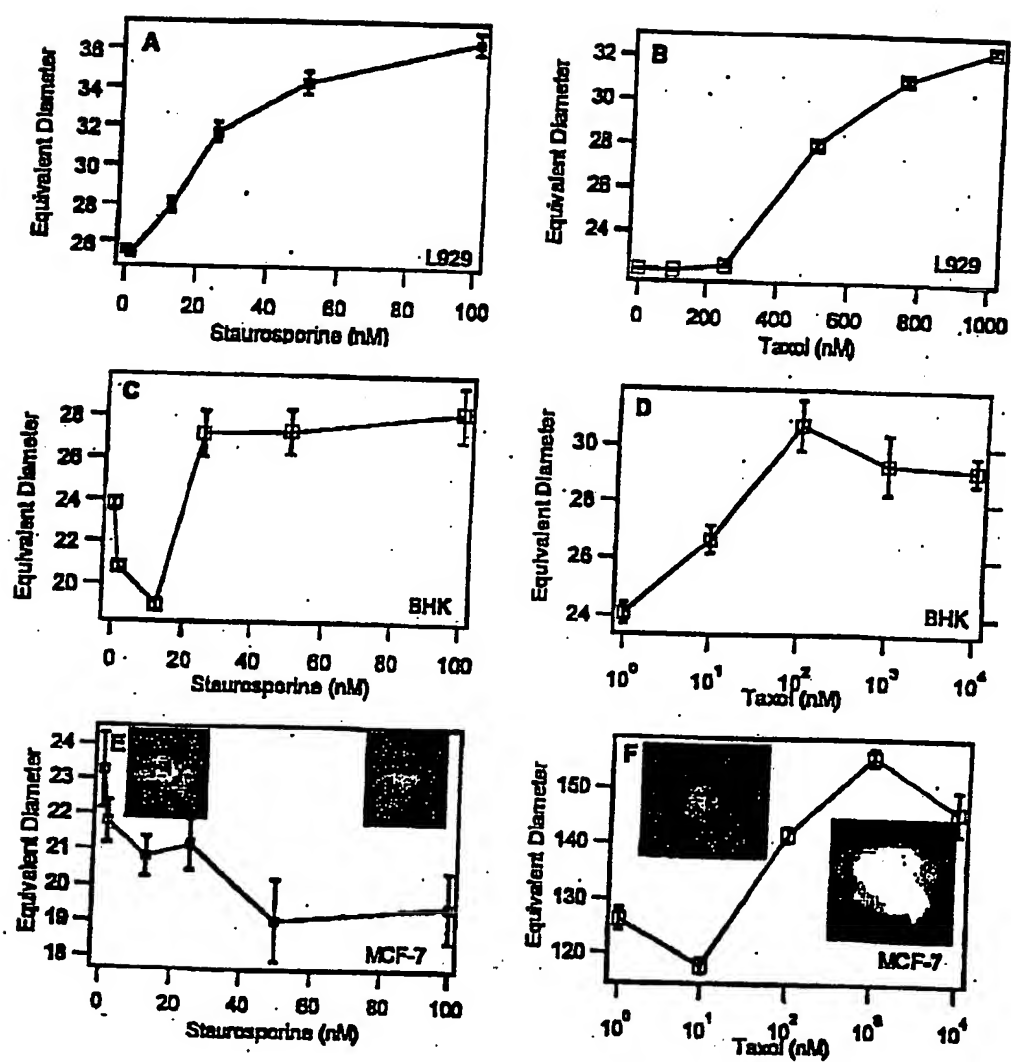 A
Equivalent Diameter
36
34
32
30
28
26
L929
0 20 40 60 80 100
Staurosporine (nM)
B
Equivalent Diameter
32
30
28
26
24
L929
0 200 400 600 800 1000
Taxol (nM)
C
Equivalent Diameter
28
26
24
22
20
BHK
0 20 40 60 80 100
Staurosporine (nM)
D
Equivalent Diameter
30
28
26
24
BHK
10⁰ 10¹ 10² 10³ 10⁴
Taxol (nM)
E
Equivalent Diameter
24
23
22
21
20
19
18
MCF-7
0 20 40 60 80 100
Staurosporine (nM)
F
Equivalent Diameter
150
140
130
120
MCF-7
10⁰ 10¹ 10² 10³ 10⁴
Taxol (nM)